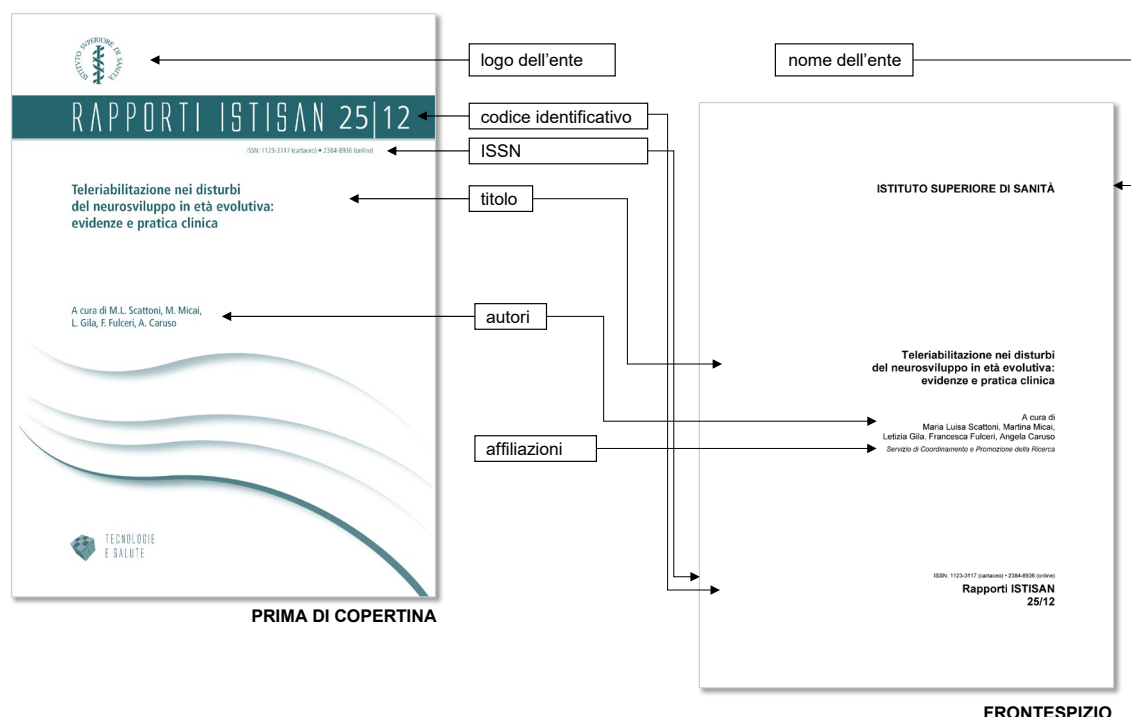 ISTITUTO SUPERIORE DI SANITÀ
RAPPORTI ISTISAN 25|12
ISSN: 1123-3117 (cartaceo) • 2384-8936 (online)
Teleriabilitazione nei disturbi
del neurosviluppo in età evolutiva:
evidenze e pratica clinica
A cura di M.L. Scattoni, M. Micai,
L. Gila, F. Fulceri, A. Caruso
TECNOLOGIE
E SALUTE
PRIMA DI COPERTINA
logo dell'ente
codice identificativo
ISSN
titolo
autori
affiliazioni
nome dell'ente
ISTITUTO SUPERIORE DI SANITÀ
Teleriabilitazione nei disturbi
del neurosviluppo in età evolutiva:
evidenze e pratica clinica
A cura di
Maria Luisa Scattoni, Martina Micai,
Letizia Gila, Francesca Fulceri, Angela Caruso
Servizio di Coordinamento e Promozione della Ricerca
ISSN: 1123-3117 (cartaceo) • 2384-8936 (online)
Rapporti ISTISAN
25/12
FRONTESPIZIO